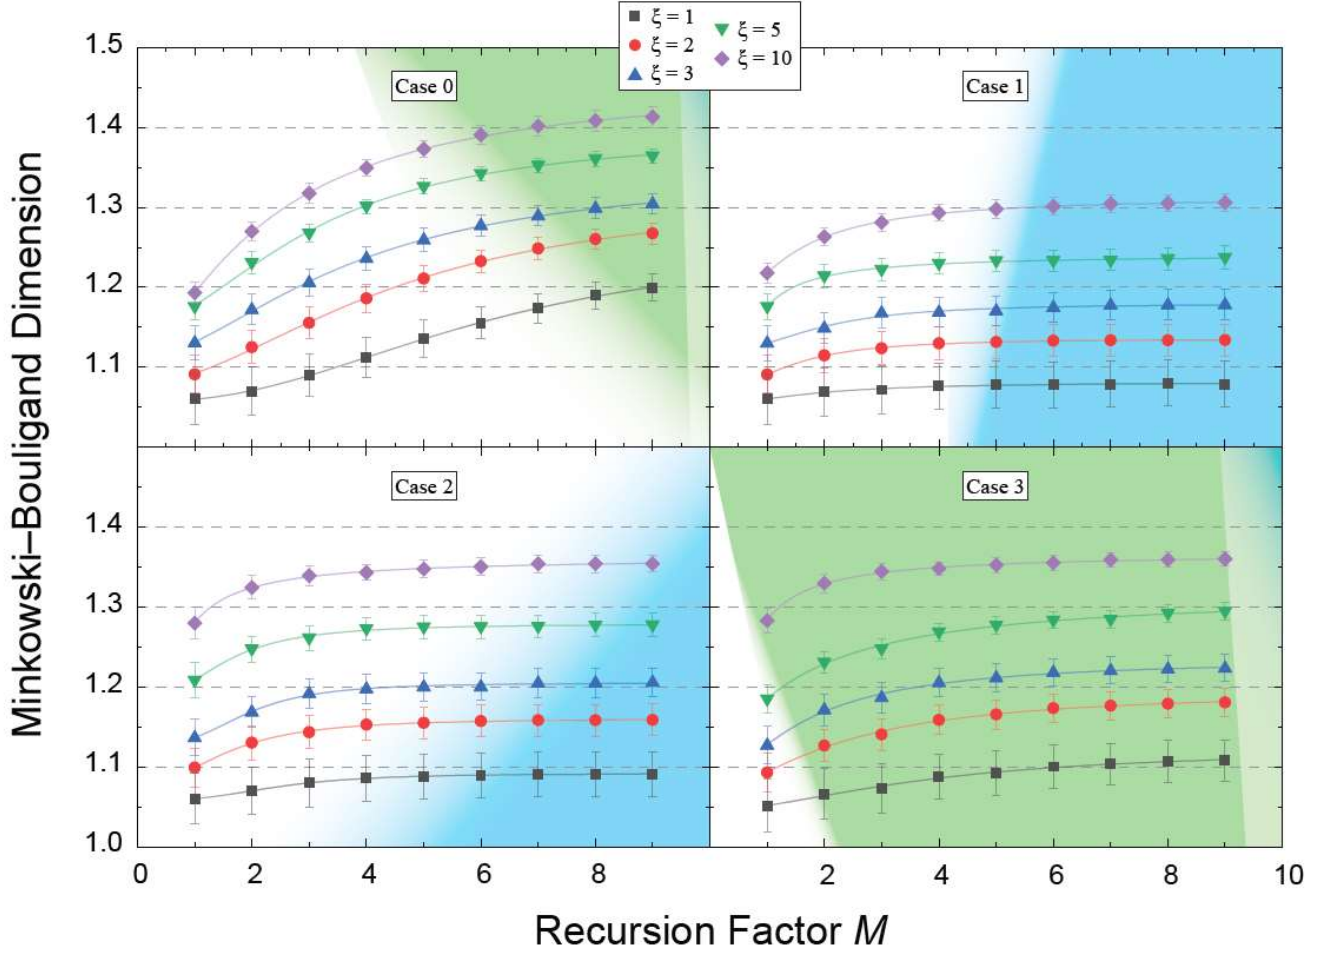 ξ = 1
ξ = 2
ξ = 3
ξ = 5
ξ = 10
Case 0
Case 1
Case 2
Case 3
1.5
1.4
1.3
1.2
1.1
1.4
1.3
1.2
1.1
1.0
0 2 4 6 8
2 4 6 8 10
Minkowski–Bouligand Dimension
Recursion Factor M